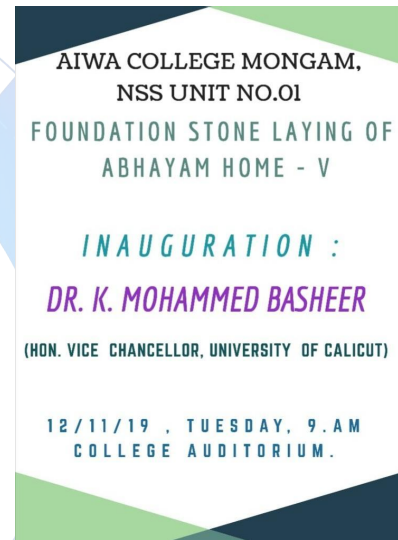 AIWA COLLEGE MONGAM,
NSS UNIT NO.01
FOUNDATION STONE LAYING OF
ABHAYAM HOME - V
INAUGURATION :
DR. K. MOHAMMED BASHEER
(HON. VICE CHANCELLOR, UNIVERSITY OF CALICUT)
12/11/19 , TUESDAY, 9.AM
COLLEGE AUDITORIUM.